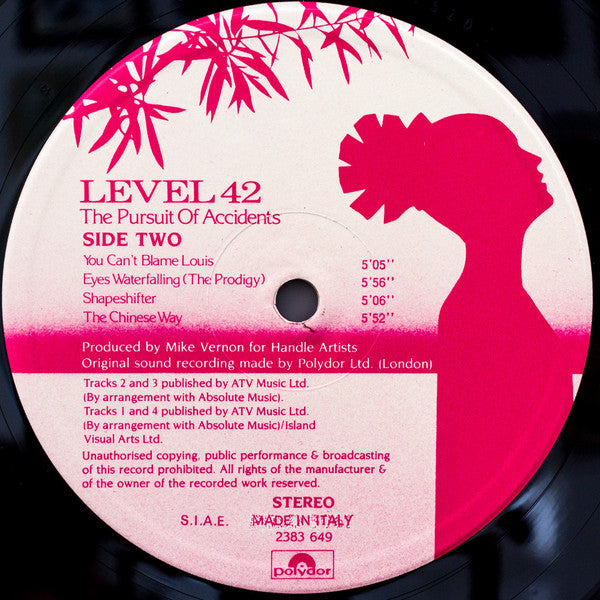 LEVEL 42
The Pursuit Of Accidents
SIDE TWO
You Can't Blame Louis 5'05''
Eyes Waterfalling (The Prodigy) 5'56''
Shapeshifter 5'06''
The Chinese Way 5'52''
Produced by Mike Vernon for Handle Artists
Original sound recording made by Polydor Ltd. (London)
Tracks 2 and 3 published by ATV Music Ltd.
(By arrangement with Absolute Music).
Tracks 1 and 4 published by ATV Music Ltd.
(By arrangement with Absolute Music)/Island
Visual Arts Ltd.
Unauthorised copying, public performance & broadcasting
of this record prohibited. All rights of the manufacturer &
of the owner of the recorded work reserved.
STEREO
S.I.A.E. MADE IN ITALY
2383 649
polydor